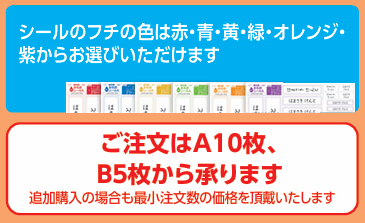 シールのフチの色は赤・青・黄・緑・オレンジ・
紫からお選びいただけます
ご注文はA10枚、
B5枚から承ります
追加購入の場合も最小注文数の価格を頂戴いたします